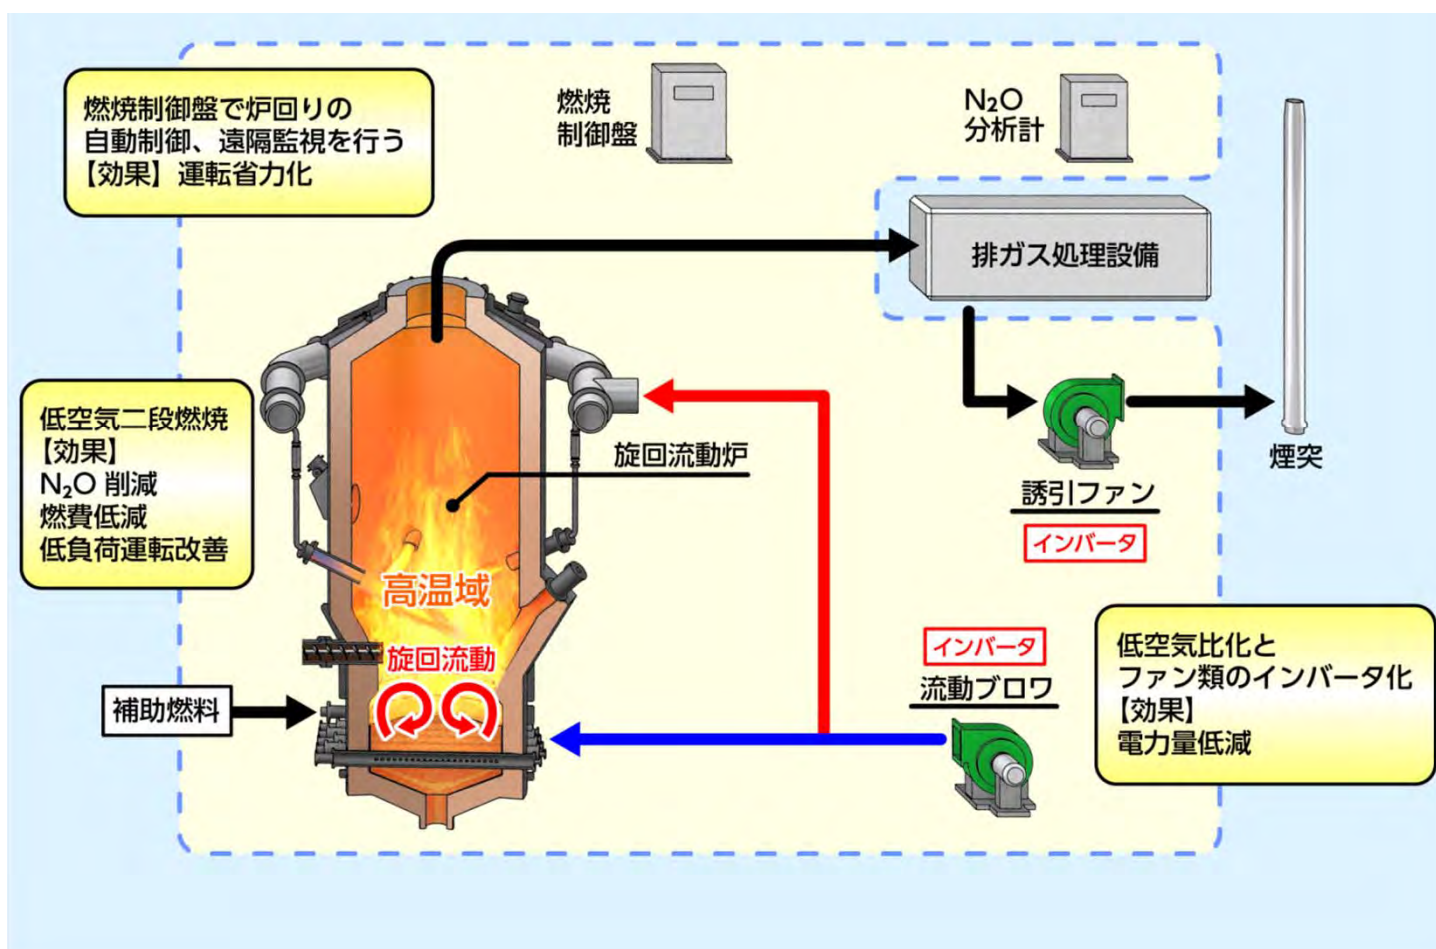 燃焼制御盤で炉回りの
自動制御、遠隔監視を行う
【効果】運転省力化
燃焼
制御盤
N₂O
分析計
排ガス処理設備
低空気二段燃焼
【効果】
N₂O 削減
燃費低減
低負荷運転改善
旋回流動炉
煙突
誘引ファン
インバータ
高温域
旋回流動
補助燃料
インバータ
流動ブロワ
低空気比化と
ファン類のインバータ化
【効果】
電力量低減